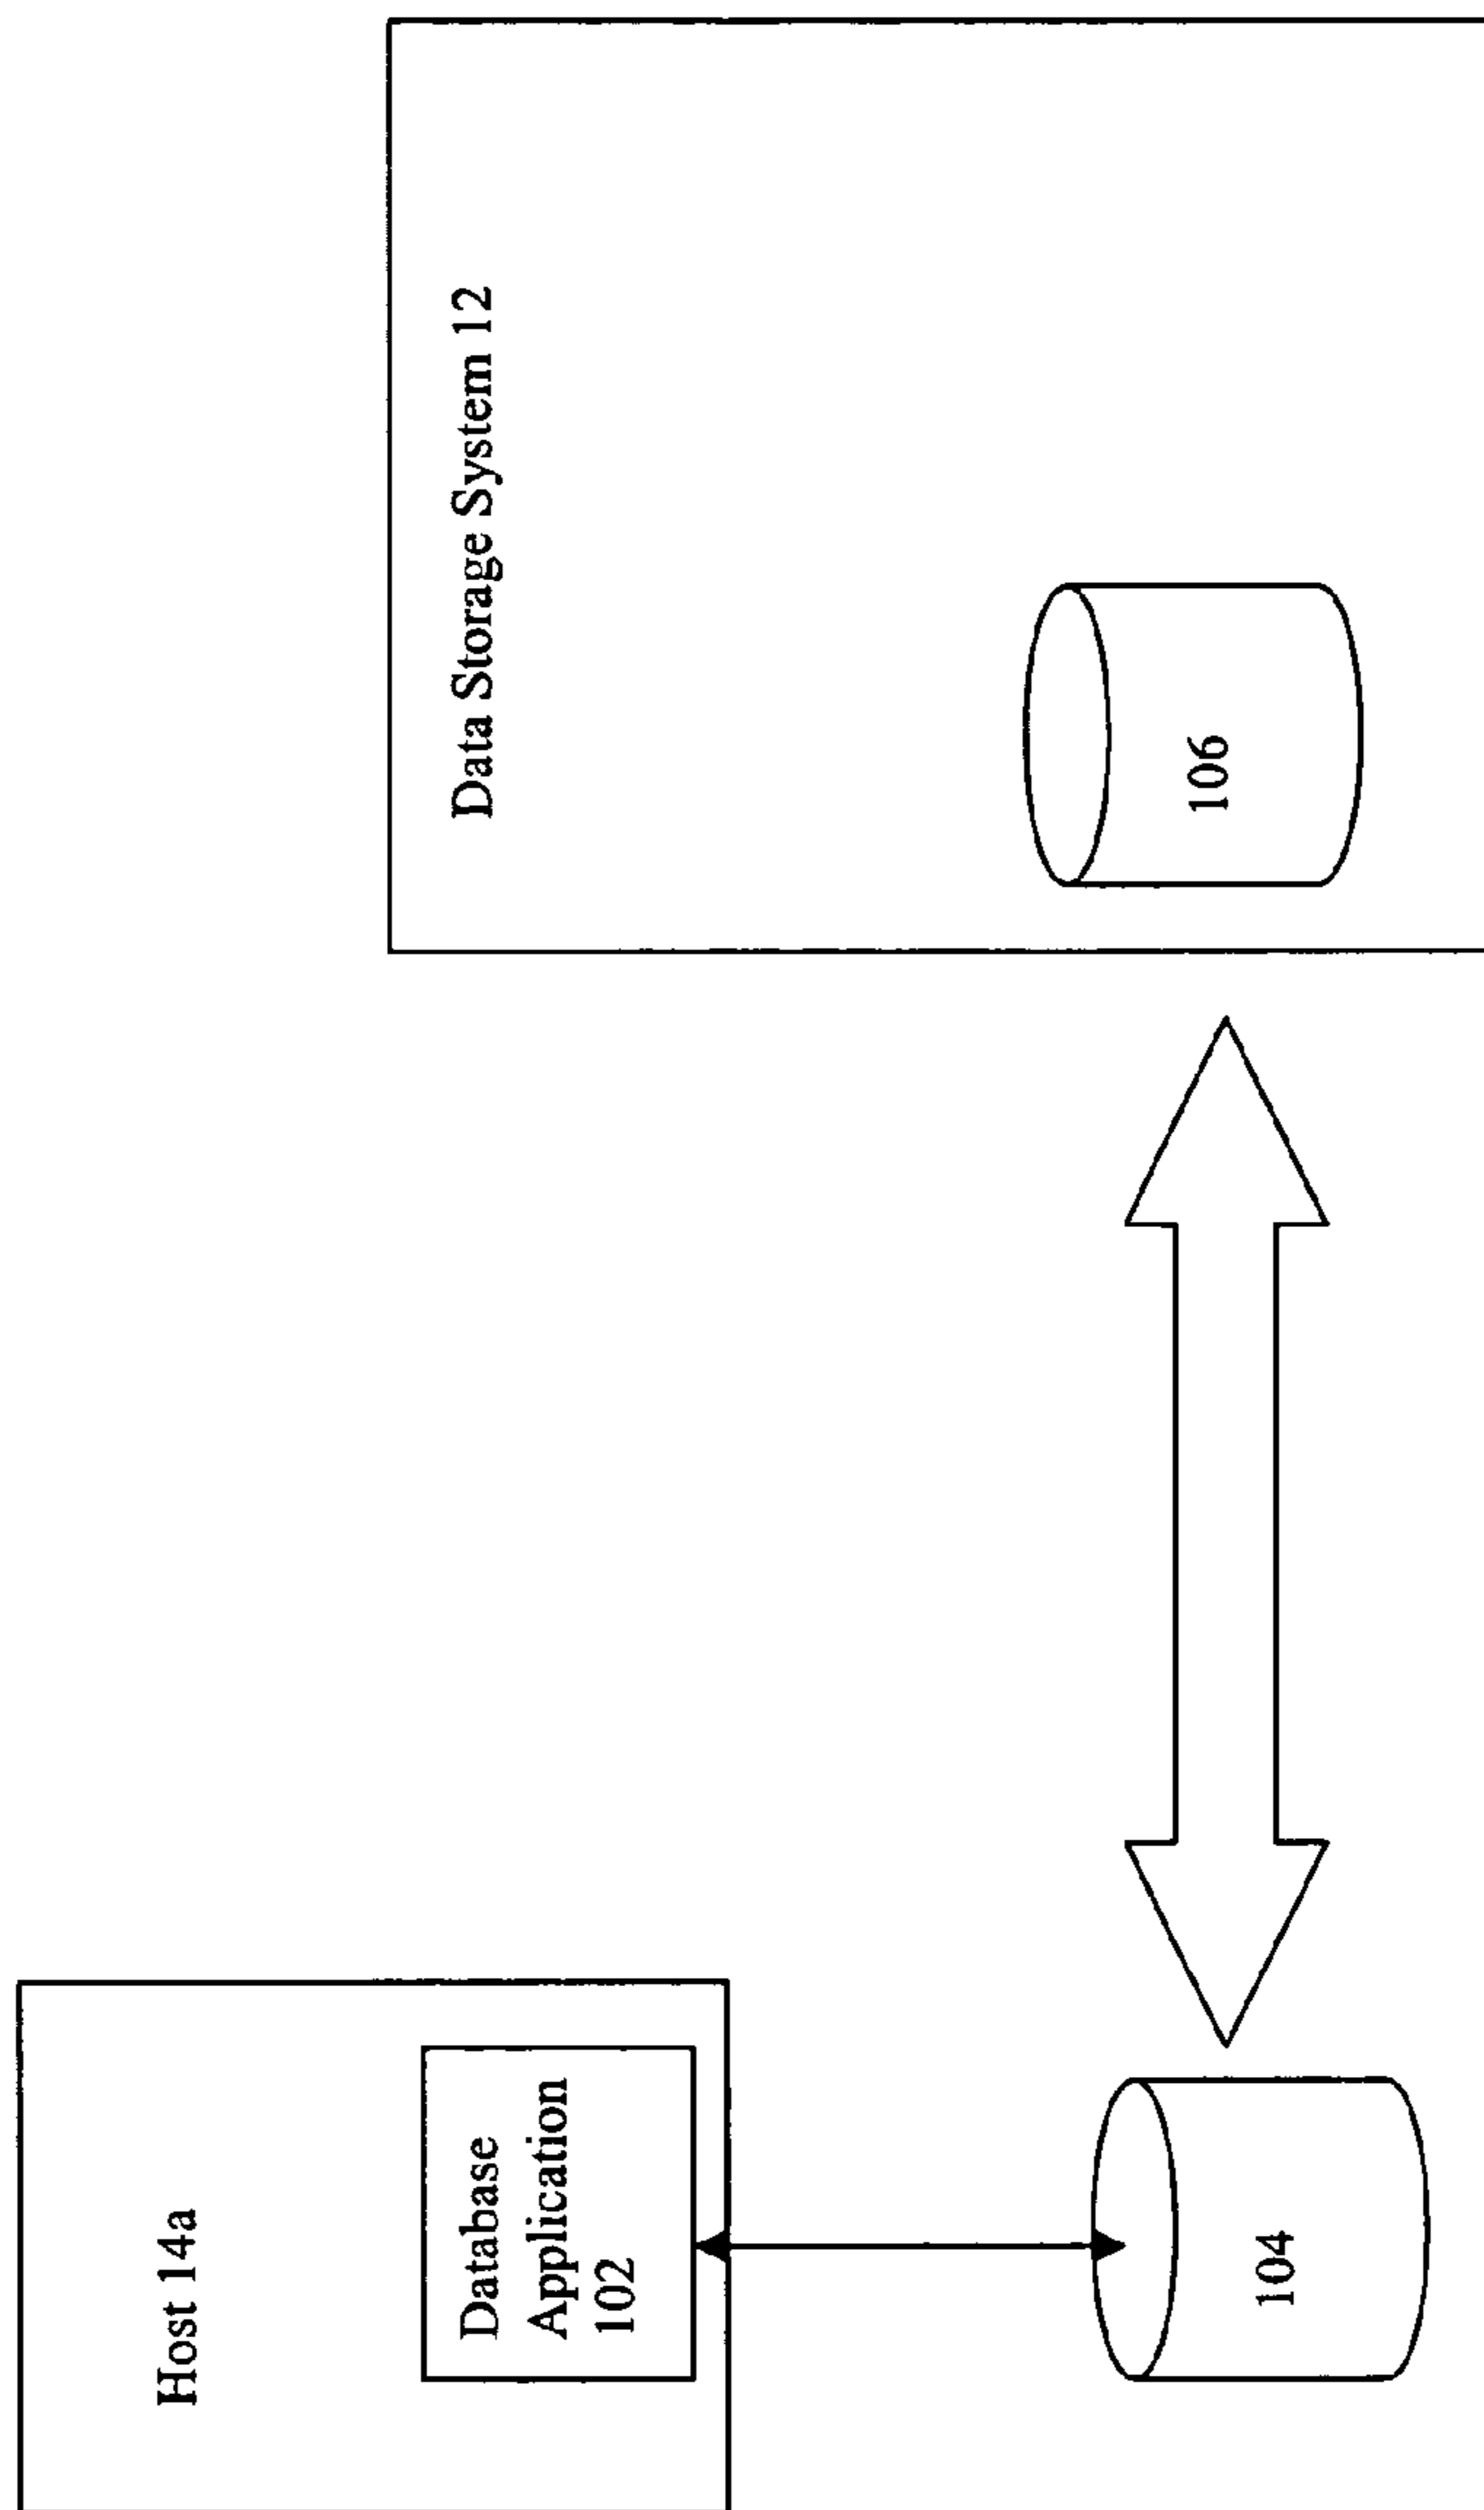 Host 14a
Database
Application
102
104
Data Storage System 12
106